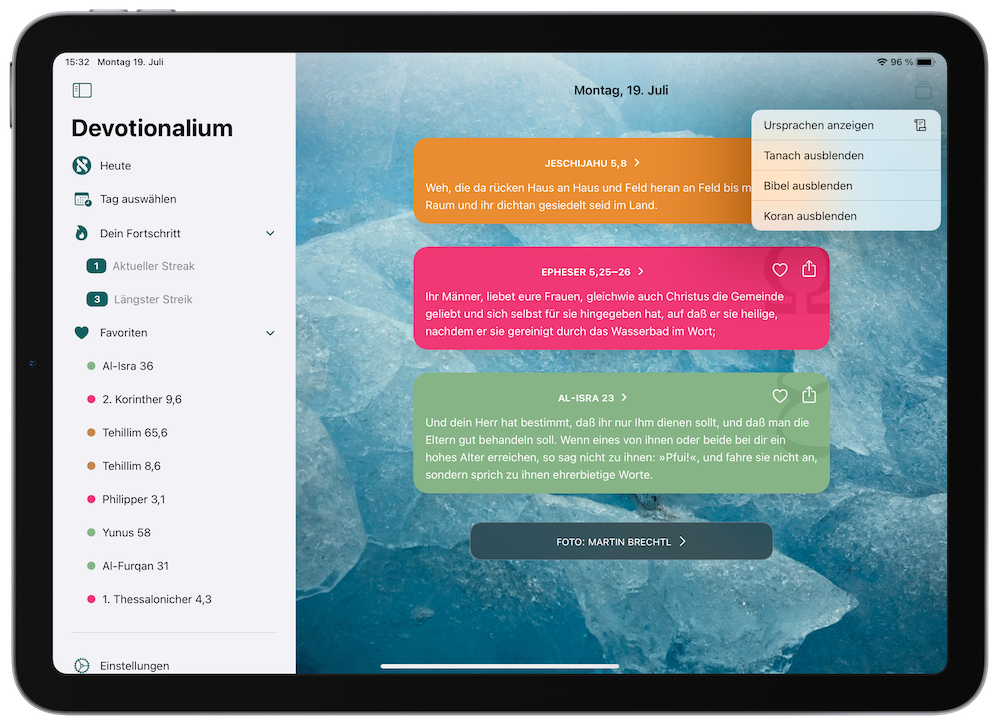 15:32 Montag 19. Juli
96 %
Devotionalium
Heute
Tag auswählen
Dein Fortschritt
1 Aktueller Streak
3 Längster Streik
Favoriten
Al-Isra 36
2. Korinther 9,6
Tehillim 65,6
Tehillim 8,6
Philipper 3,1
Yunus 58
Al-Furqan 31
1. Thessalonicher 4,3
Einstellungen
Montag, 19. Juli
Ursprachen anzeigen
Tanach ausblenden
Bibel ausblenden
Koran ausblenden
JESCHIJAHU 5,8
Weh, die da rücken Haus an Haus und Feld heran an Feld bis
Raum und ihr dichtan gesiedelt seid im Land.
EPHESER 5,25–26
Ihr Männer, liebet eure Frauen, gleichwie auch Christus die Gemeinde
geliebt und sich selbst für sie hingegeben hat, auf daß er sie heilige,
nachdem er sie gereinigt durch das Wasserbad im Wort;
AL-ISRA 23
Und dein Herr hat bestimmt, daß ihr nur Ihm dienen sollt, und daß man die
Eltern gut behandeln soll. Wenn eines von ihnen oder beide bei dir ein
hohes Alter erreichen, so sag nicht zu ihnen: »Pfui!«, und fahre sie nicht an,
sondern sprich zu ihnen ehrerbietige Worte.
FOTO: MARTIN BRECHTL